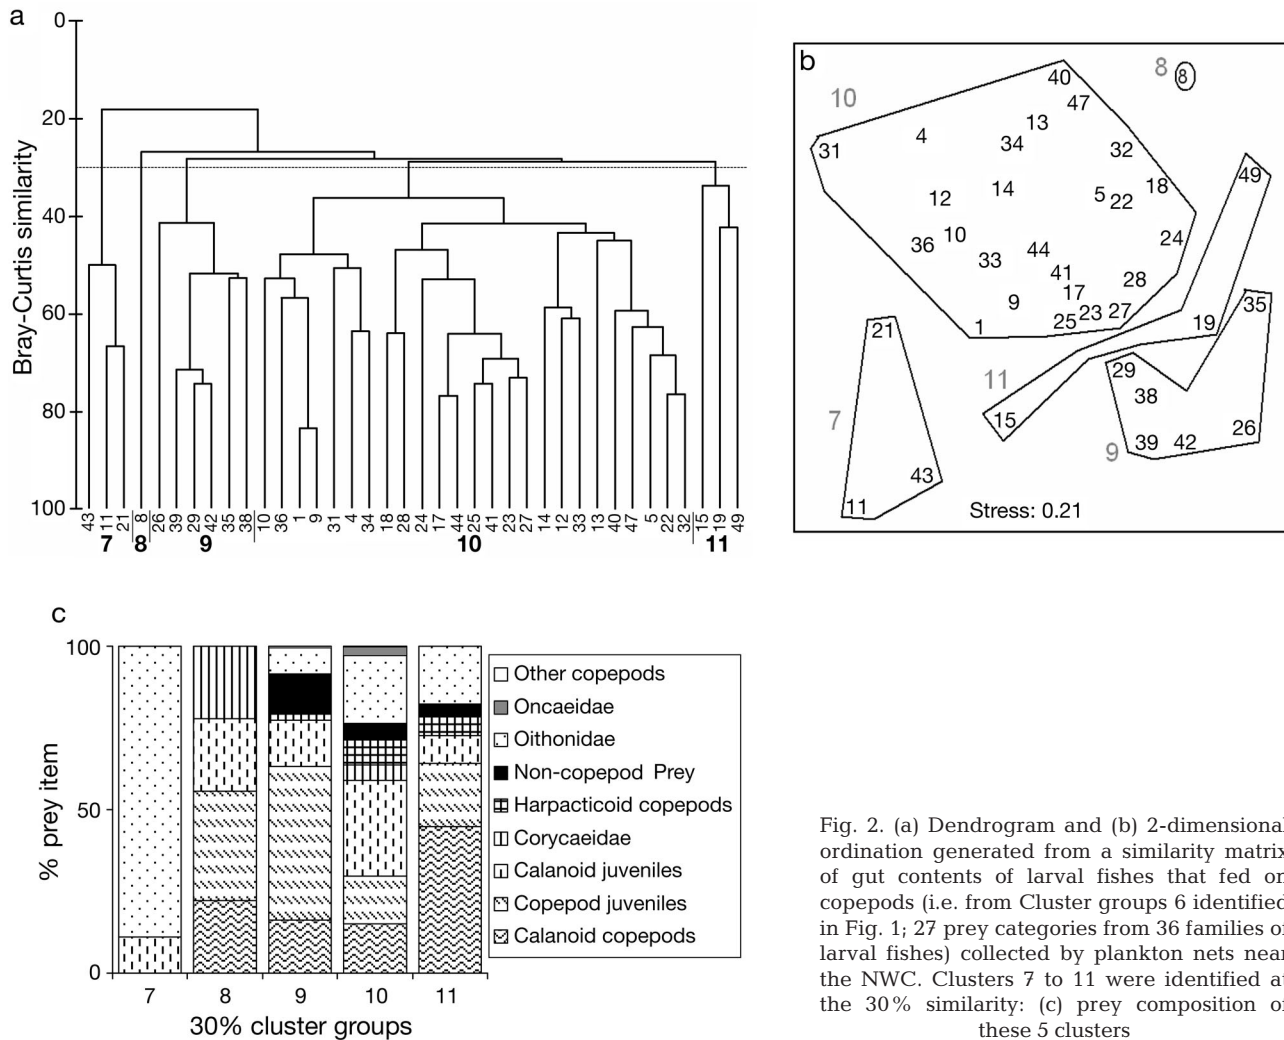 a
0
20
40
60
80
100
Bray-Curtis similarity
43 11 21 8 26 39 29 42 35 38 10 36 1 9 31 4 34 18 28 24 17 44 25 41 23 27 14 12 33 13 40 47 5 22 32 15 19 49
7 8 9 10 11
b
8
8
10
40
47
13
4
34
31
32
49
14
18
12
5
22
36
10
24
44
33
41
28
17
9
35
23
27
25
19
1
21
29
11
38
7
15
26
39
42
9
43
11
Stress: 0.21
c
100
50
0
% prey item
7 8 9 10 11
30% cluster groups
Other copepods
Oncaeidae
Oithonidae
Non-copepod Prey
Harpacticoid copepods
Corycaeidae
Calanoid juveniles
Copepod juveniles
Calanoid copepods
Fig. 2. (a) Dendrogram and (b) 2-dimensional
ordination generated from a similarity matrix
of gut contents of larval fishes that fed on
copepods (i.e. from Cluster groups 6 identified
in Fig. 1; 27 prey categories from 36 families of
larval fishes) collected by plankton nets near
the NWC. Clusters 7 to 11 were identified at
the 30% similarity: (c) prey composition of
these 5 clusters